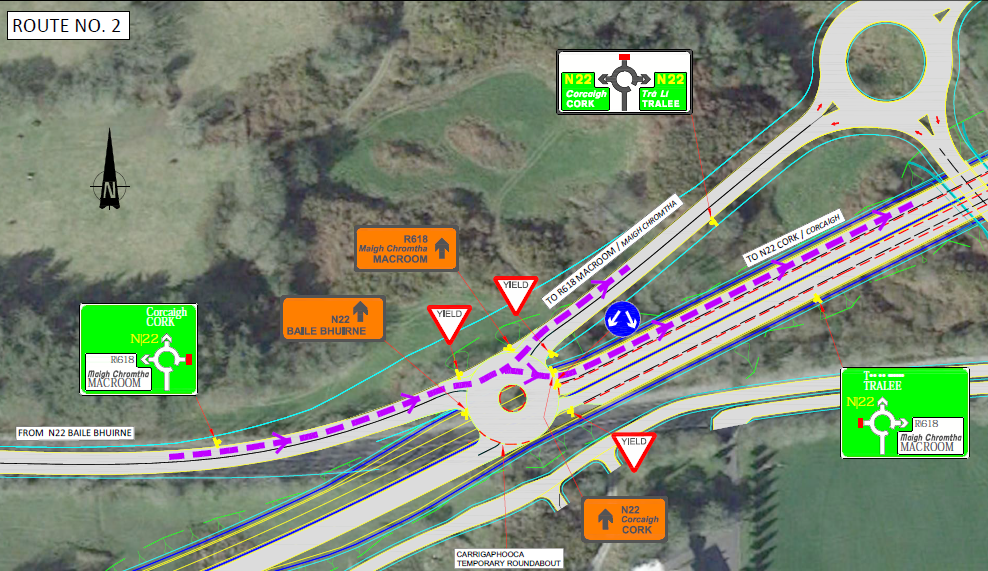 ROUTE NO. 2
N22
N22
Corcaigh
CORK
Trá Lí
TRALEE
N
TO R618 MACROOM / MAIGH CHROMTHA
TO N22 CORK / CORCAIGH
R618
Maigh Chromtha
MACROOM
YIELD
YIELD
N22
BAILE BHUIRNE
Corcaigh
CORK
N22
R618
Maigh Chromtha
MACROOM
FROM N22 BAILE BHUIRNE
TRALEE
N22
R618
Maigh Chromtha
MACROOM
YIELD
N22
Corcaigh
CORK
CARRIGAPHOOCA
TEMPORARY ROUNDABOUT